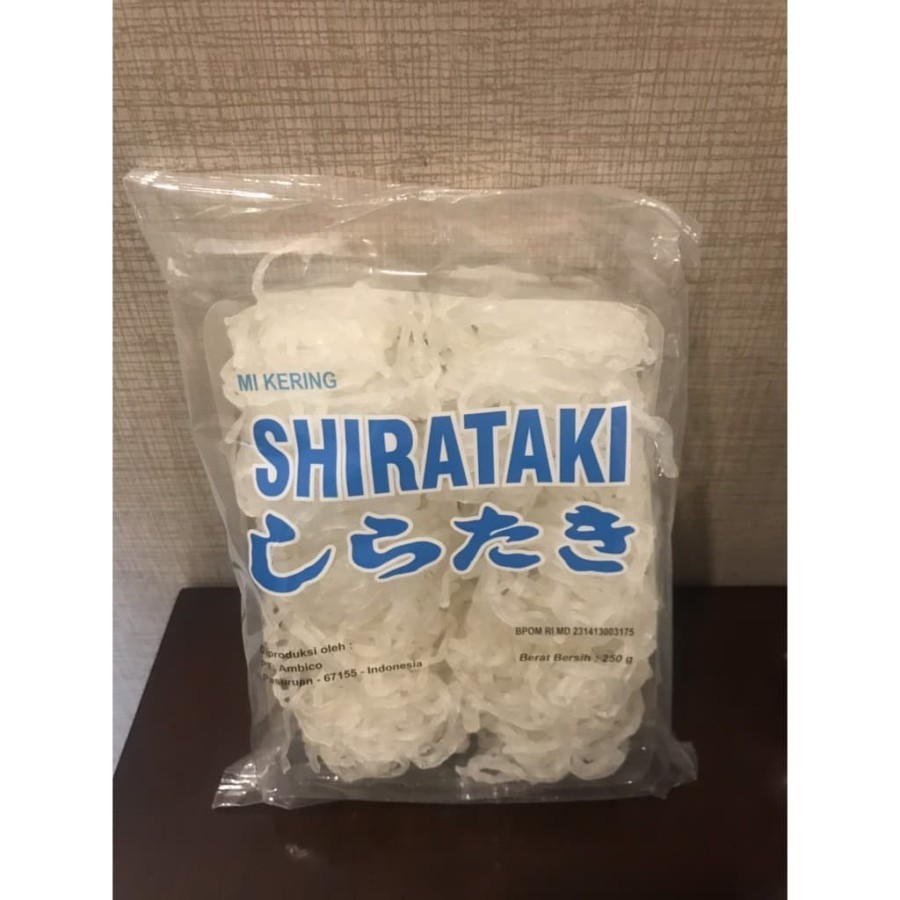 MI KERING
SHIRATAKI
しらたき
BPOM RI MD 231413003175
Berat Bersih : 250 g
produksi oleh :
Ambico
67155 - Indonesia